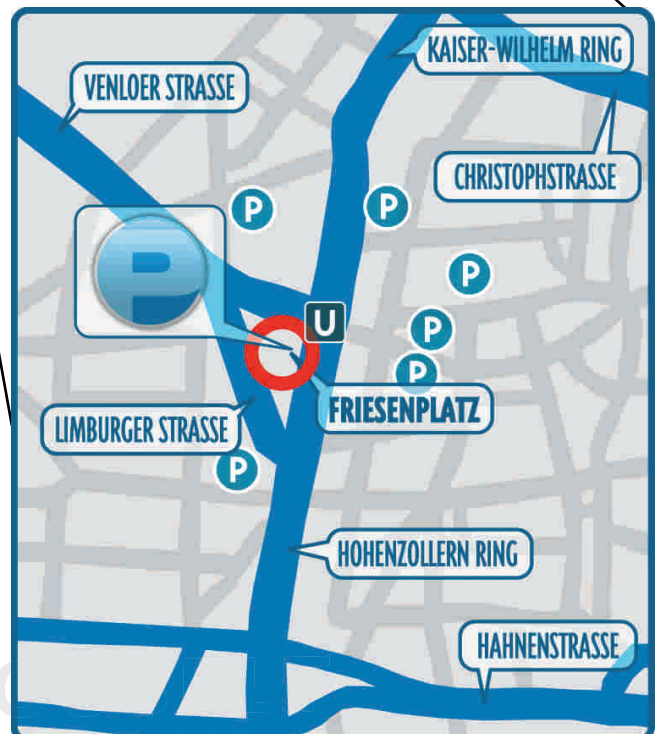 KAISER-WILHELM RING
VENLOER STRASSE
CHRISTOPHSTRASSE
P
P
P
P
U
P
P
FRIESENPLATZ
LIMBURGER STRASSE
P
HOHENZOLLERN RING
HAHNENSTRASSE